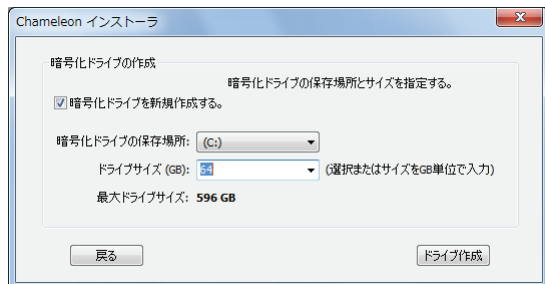 Chameleon インストーラ
暗号化ドライブの作成
暗号化ドライブの保存場所とサイズを指定する。
暗号化ドライブを新規作成する。
暗号化ドライブの保存場所: (C:)
ドライブサイズ (GB): 64 (選択またはサイズをGB単位で入力)
最大ドライブサイズ: 596 GB
戻る ドライブ作成